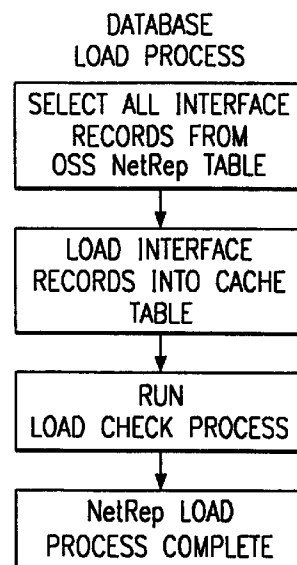 DATABASE
LOAD PROCESS
SELECT ALL INTERFACE
RECORDS FROM
OSS NetRep TABLE
LOAD INTERFACE
RECORDS INTO CACHE
TABLE
RUN
LOAD CHECK PROCESS
NetRep LOAD
PROCESS COMPLETE